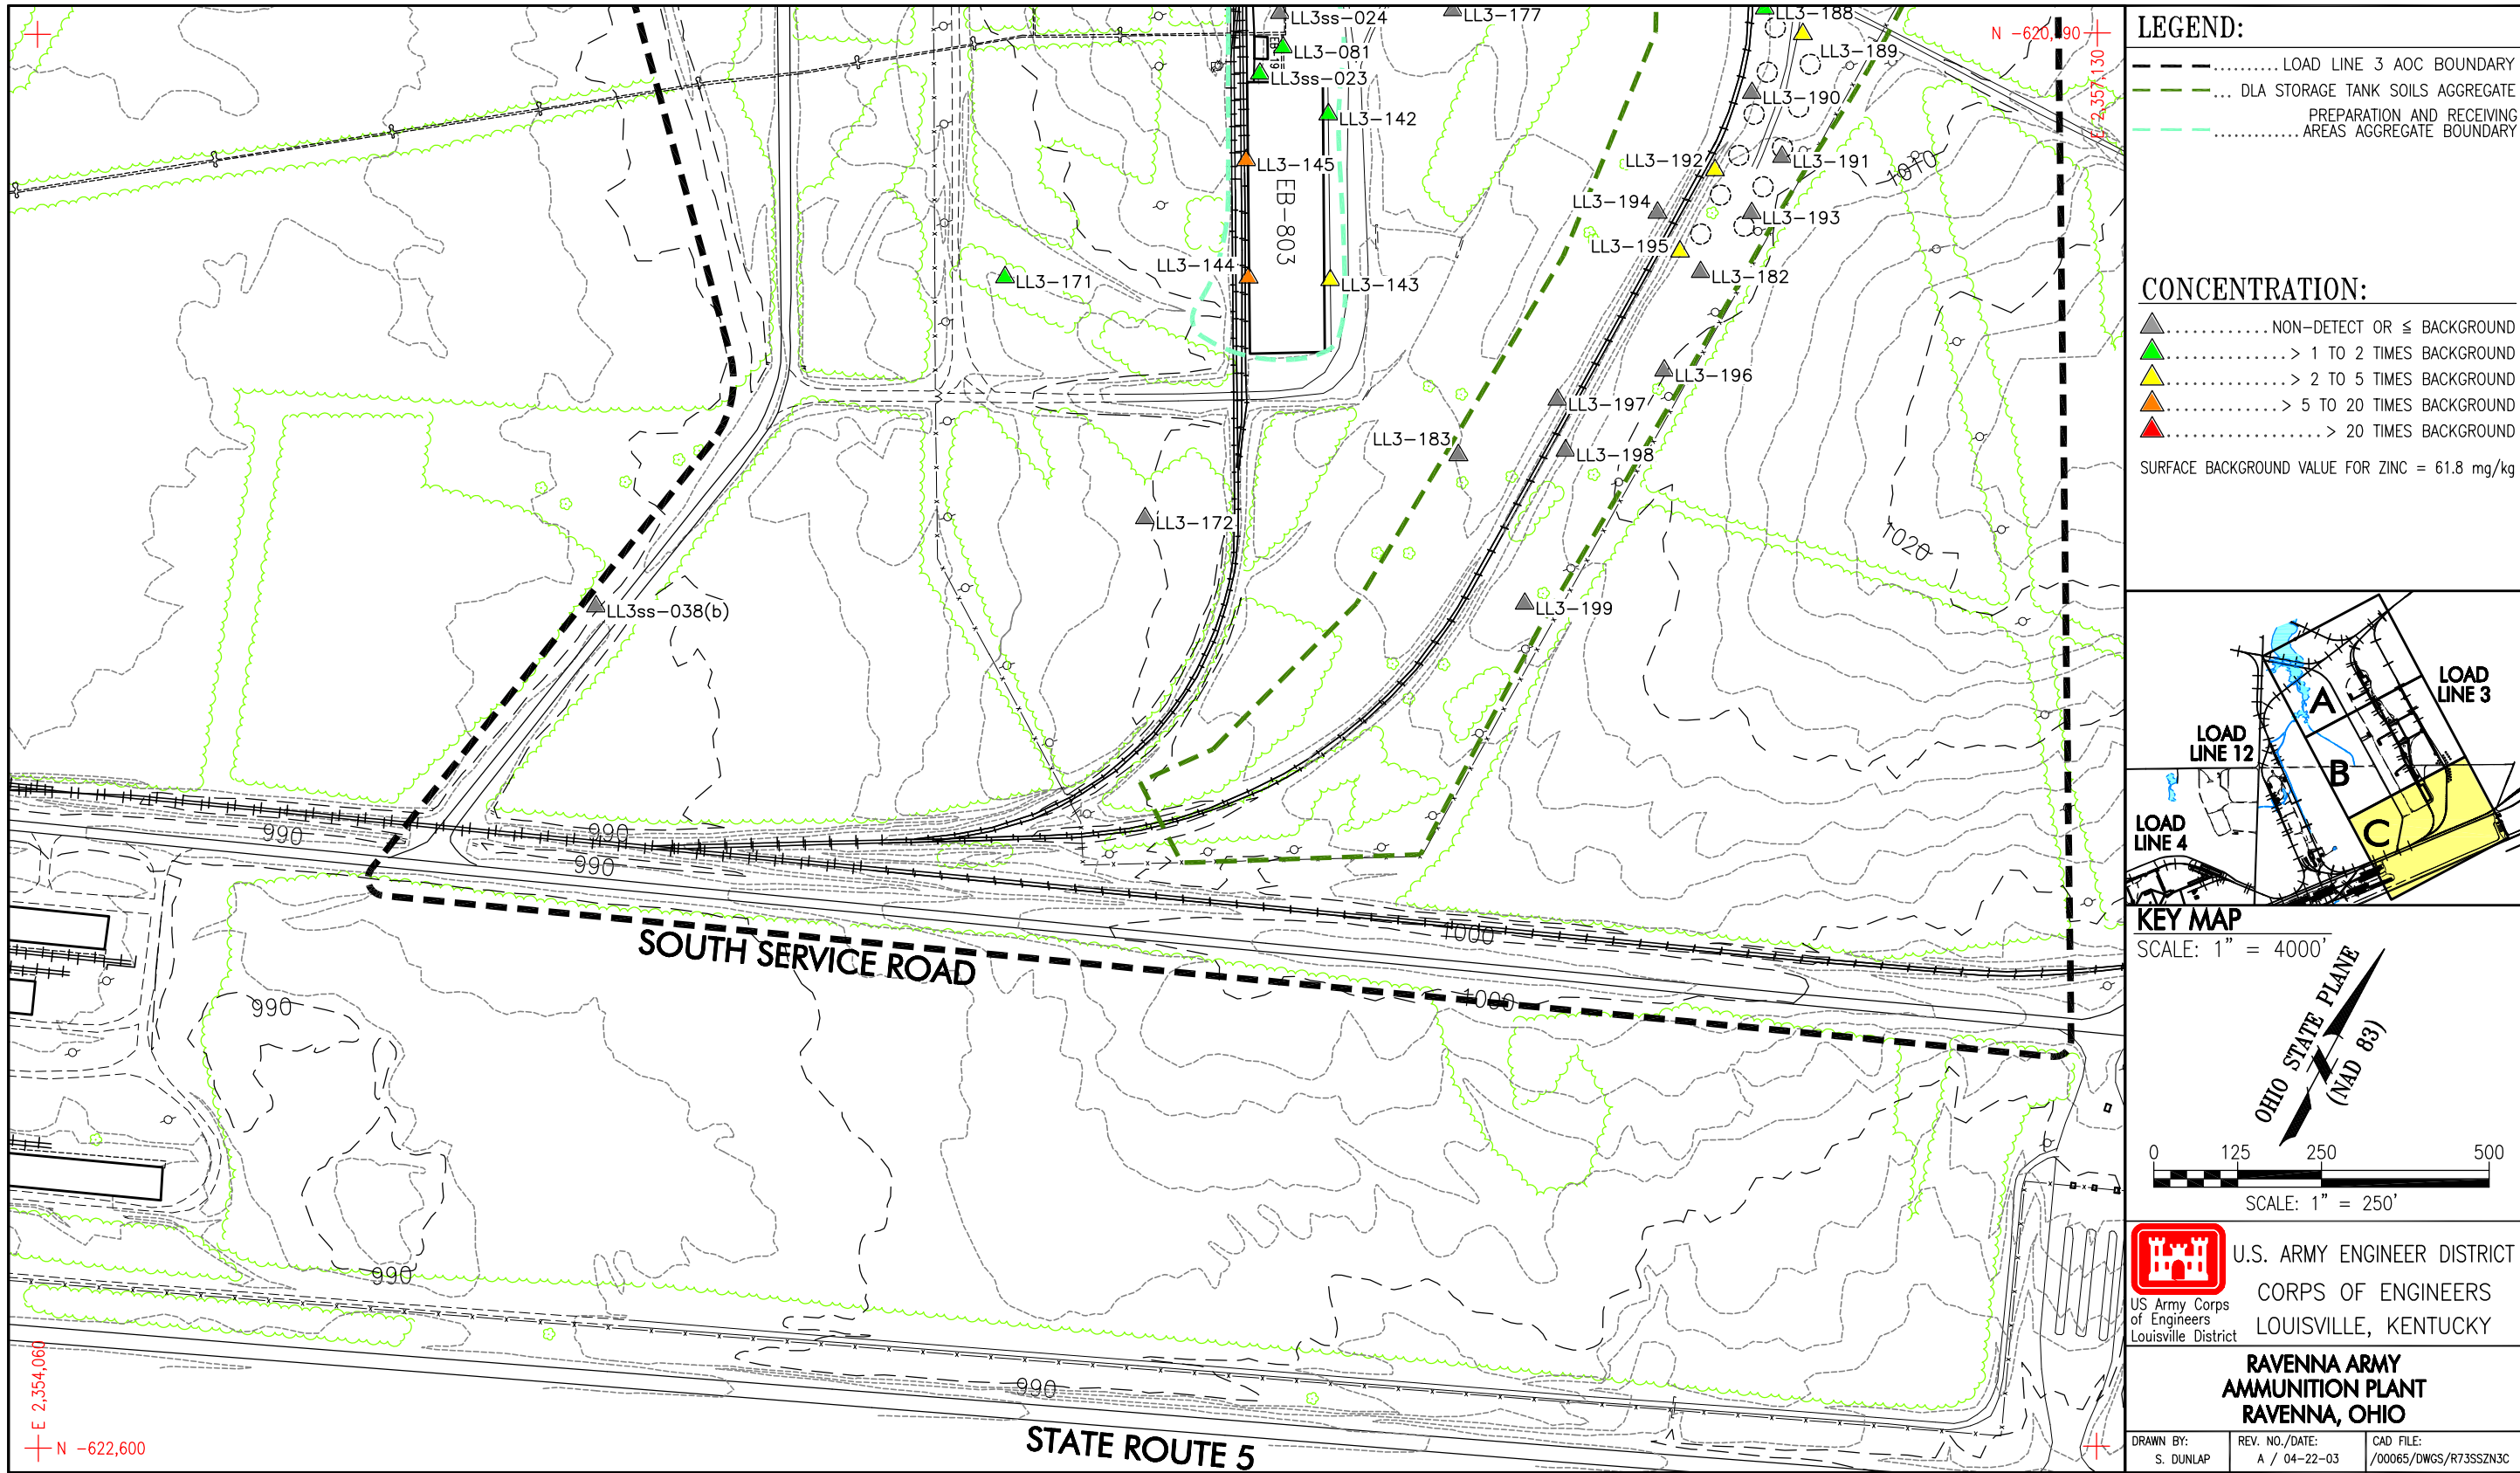 LL3ss-024
LL3-177
LL3-188
LL3-081
LL3-189
LL3ss-023
LL3-190
LL3-142
LL3-145
LL3-192
LL3-191
1010
EB-803
LL3-194
LL3-193
LL3-195
LL3-144
LL3-171
LL3-143
LL3-182
LL3-196
LL3-197
LL3-183
LL3-198
LL3-172
1020
LL3ss-038(b)
LL3-199
990
990
990
1000
SOUTH SERVICE ROAD
1000
990
990
990
STATE ROUTE 5
E 2,354,060
N -622,600
E 2,357,130
LEGEND:
LOAD LINE 3 AOC BOUNDARY
DLA STORAGE TANK SOILS AGGREGATE
PREPARATION AND RECEIVING
AREAS AGGREGATE BOUNDARY
CONCENTRATION:
NON-DETECT OR ≤ BACKGROUND
> 1 TO 2 TIMES BACKGROUND
> 2 TO 5 TIMES BACKGROUND
> 5 TO 20 TIMES BACKGROUND
> 20 TIMES BACKGROUND
SURFACE BACKGROUND VALUE FOR ZINC = 61.8 mg/kg
LOAD
LINE 3
A
LOAD
LINE 12
B
LOAD
LINE 4
C
KEY MAP
SCALE: 1" = 4000'
OHIO STATE PLANE
(NAD 83)
0 125 250 500
SCALE: 1" = 250'
U.S. ARMY ENGINEER DISTRICT
CORPS OF ENGINEERS
LOUISVILLE, KENTUCKY
US Army Corps
of Engineers
Louisville District
RAVENNA ARMY
AMMUNITION PLANT
RAVENNA, OHIO
DRAWN BY:
S. DUNLAP
REV. NO./DATE:
A / 04-22-03
CAD FILE:
/00065/DWGS/R73SSZN3C